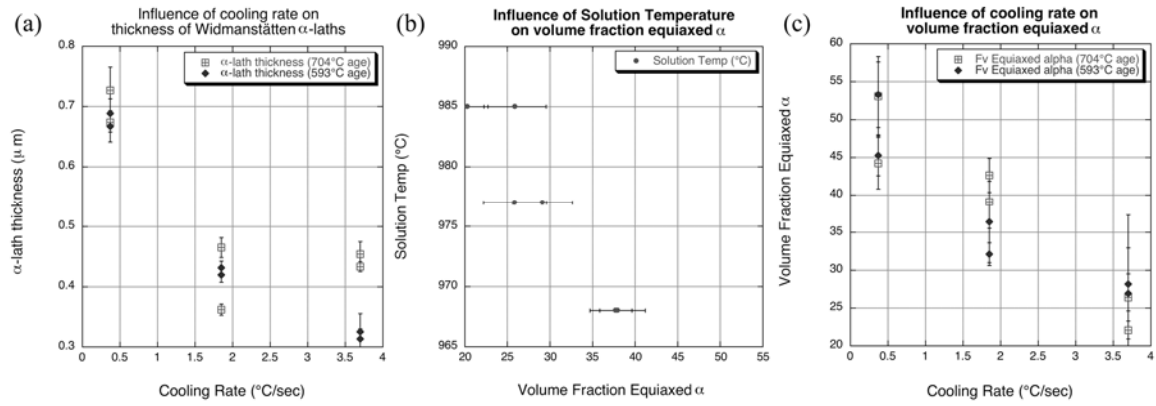 (a)
Influence of cooling rate on
thickness of Widmanstätten α-laths
α-lath thickness (704°C age)
α-lath thickness (593°C age)
α-lath thickness (μm)
0.8
0.7
0.6
0.5
0.4
0.3
0 0.5 1 1.5 2 2.5 3 3.5 4
Cooling Rate (°C/sec)
(b)
Influence of Solution Temperature
on volume fraction equiaxed α
Solution Temp (°C)
Solution Temp (°C)
990
985
980
975
970
965
20 25 30 35 40 45 50 55
Volume Fraction Equiaxed α
(c)
Influence of cooling rate on
volume fraction equiaxed α
Fv Equiaxed alpha (704°C age)
Fv Equiaxed alpha (593°C age)
Volume Fraction Equiaxed α
60
55
50
45
40
35
30
25
20
0 0.5 1 1.5 2 2.5 3 3.5 4
Cooling Rate (°C/sec)